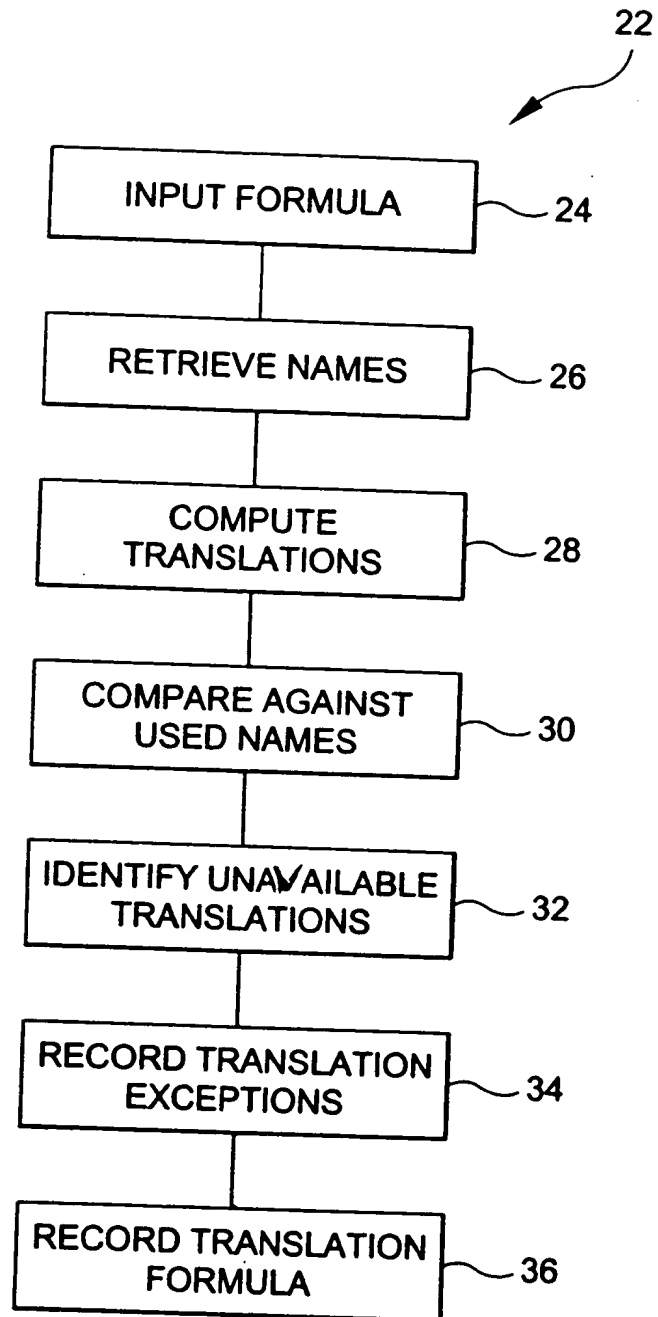 22
INPUT FORMULA
24
RETRIEVE NAMES
26
COMPUTE
TRANSLATIONS
28
COMPARE AGAINST
USED NAMES
30
IDENTIFY UNAVAILABLE
TRANSLATIONS
32
RECORD TRANSLATION
EXCEPTIONS
34
RECORD TRANSLATION
FORMULA
36